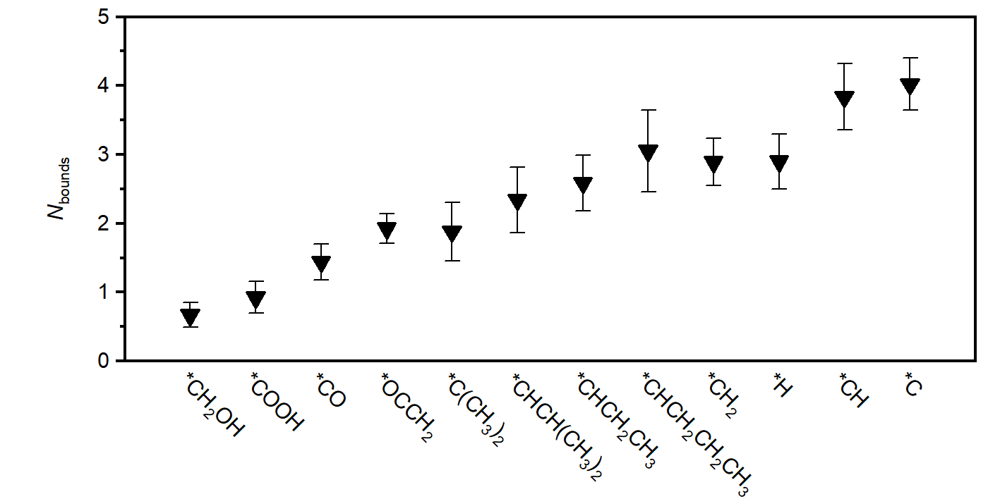 5
4
3
2
1
0
N_bounds
*CH₂OH
*COOH
*CO
*OCCH₂
*C(CH₃)₂
*CHCH(CH₃)₂
*CHCH₂CH₃
*CHCH₂CH₂CH₃
*CH₂
*H
*CH
*C